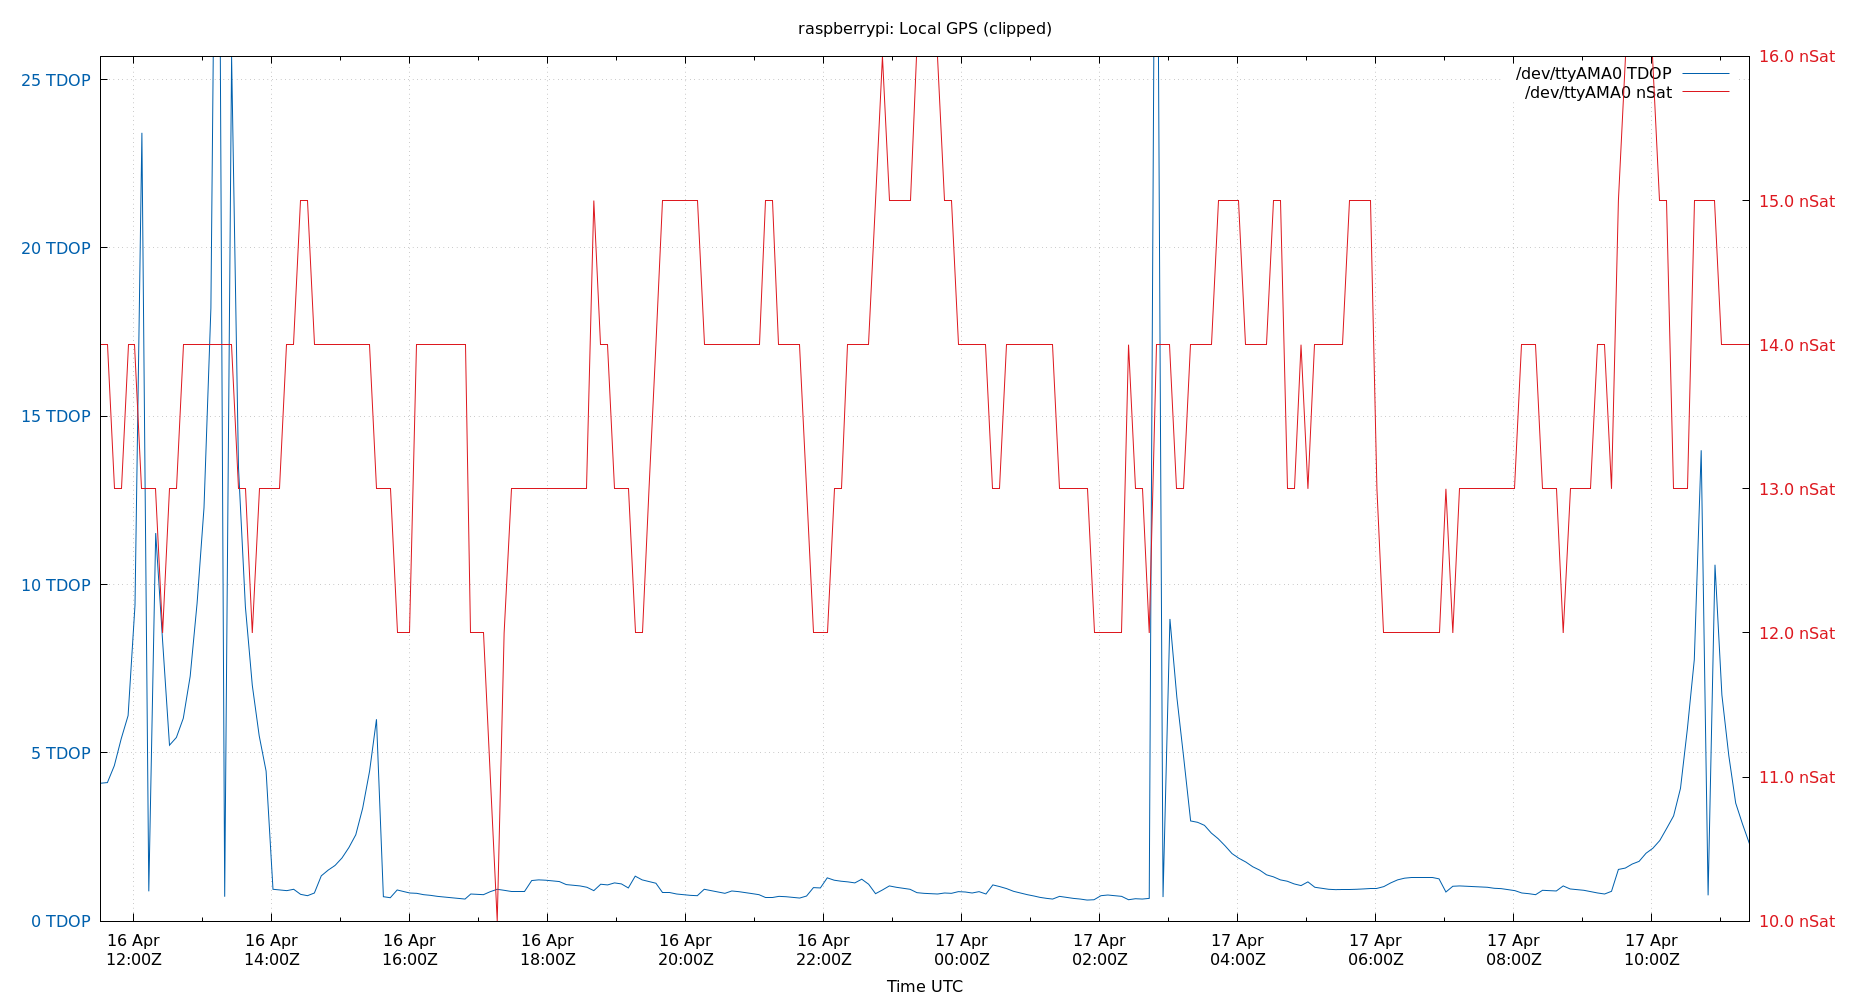 raspberrypi: Local GPS (clipped)
/dev/ttyAMA0 TDOP
/dev/ttyAMA0 nSat
25 TDOP
20 TDOP
15 TDOP
10 TDOP
5 TDOP
0 TDOP
16.0 nSat
15.0 nSat
14.0 nSat
13.0 nSat
12.0 nSat
11.0 nSat
10.0 nSat
16 Apr 16 Apr 16 Apr 16 Apr 16 Apr 16 Apr 17 Apr 17 Apr 17 Apr 17 Apr 17 Apr 17 Apr
12:00Z 14:00Z 16:00Z 18:00Z 20:00Z 22:00Z 00:00Z 02:00Z 04:00Z 06:00Z 08:00Z 10:00Z
Time UTC